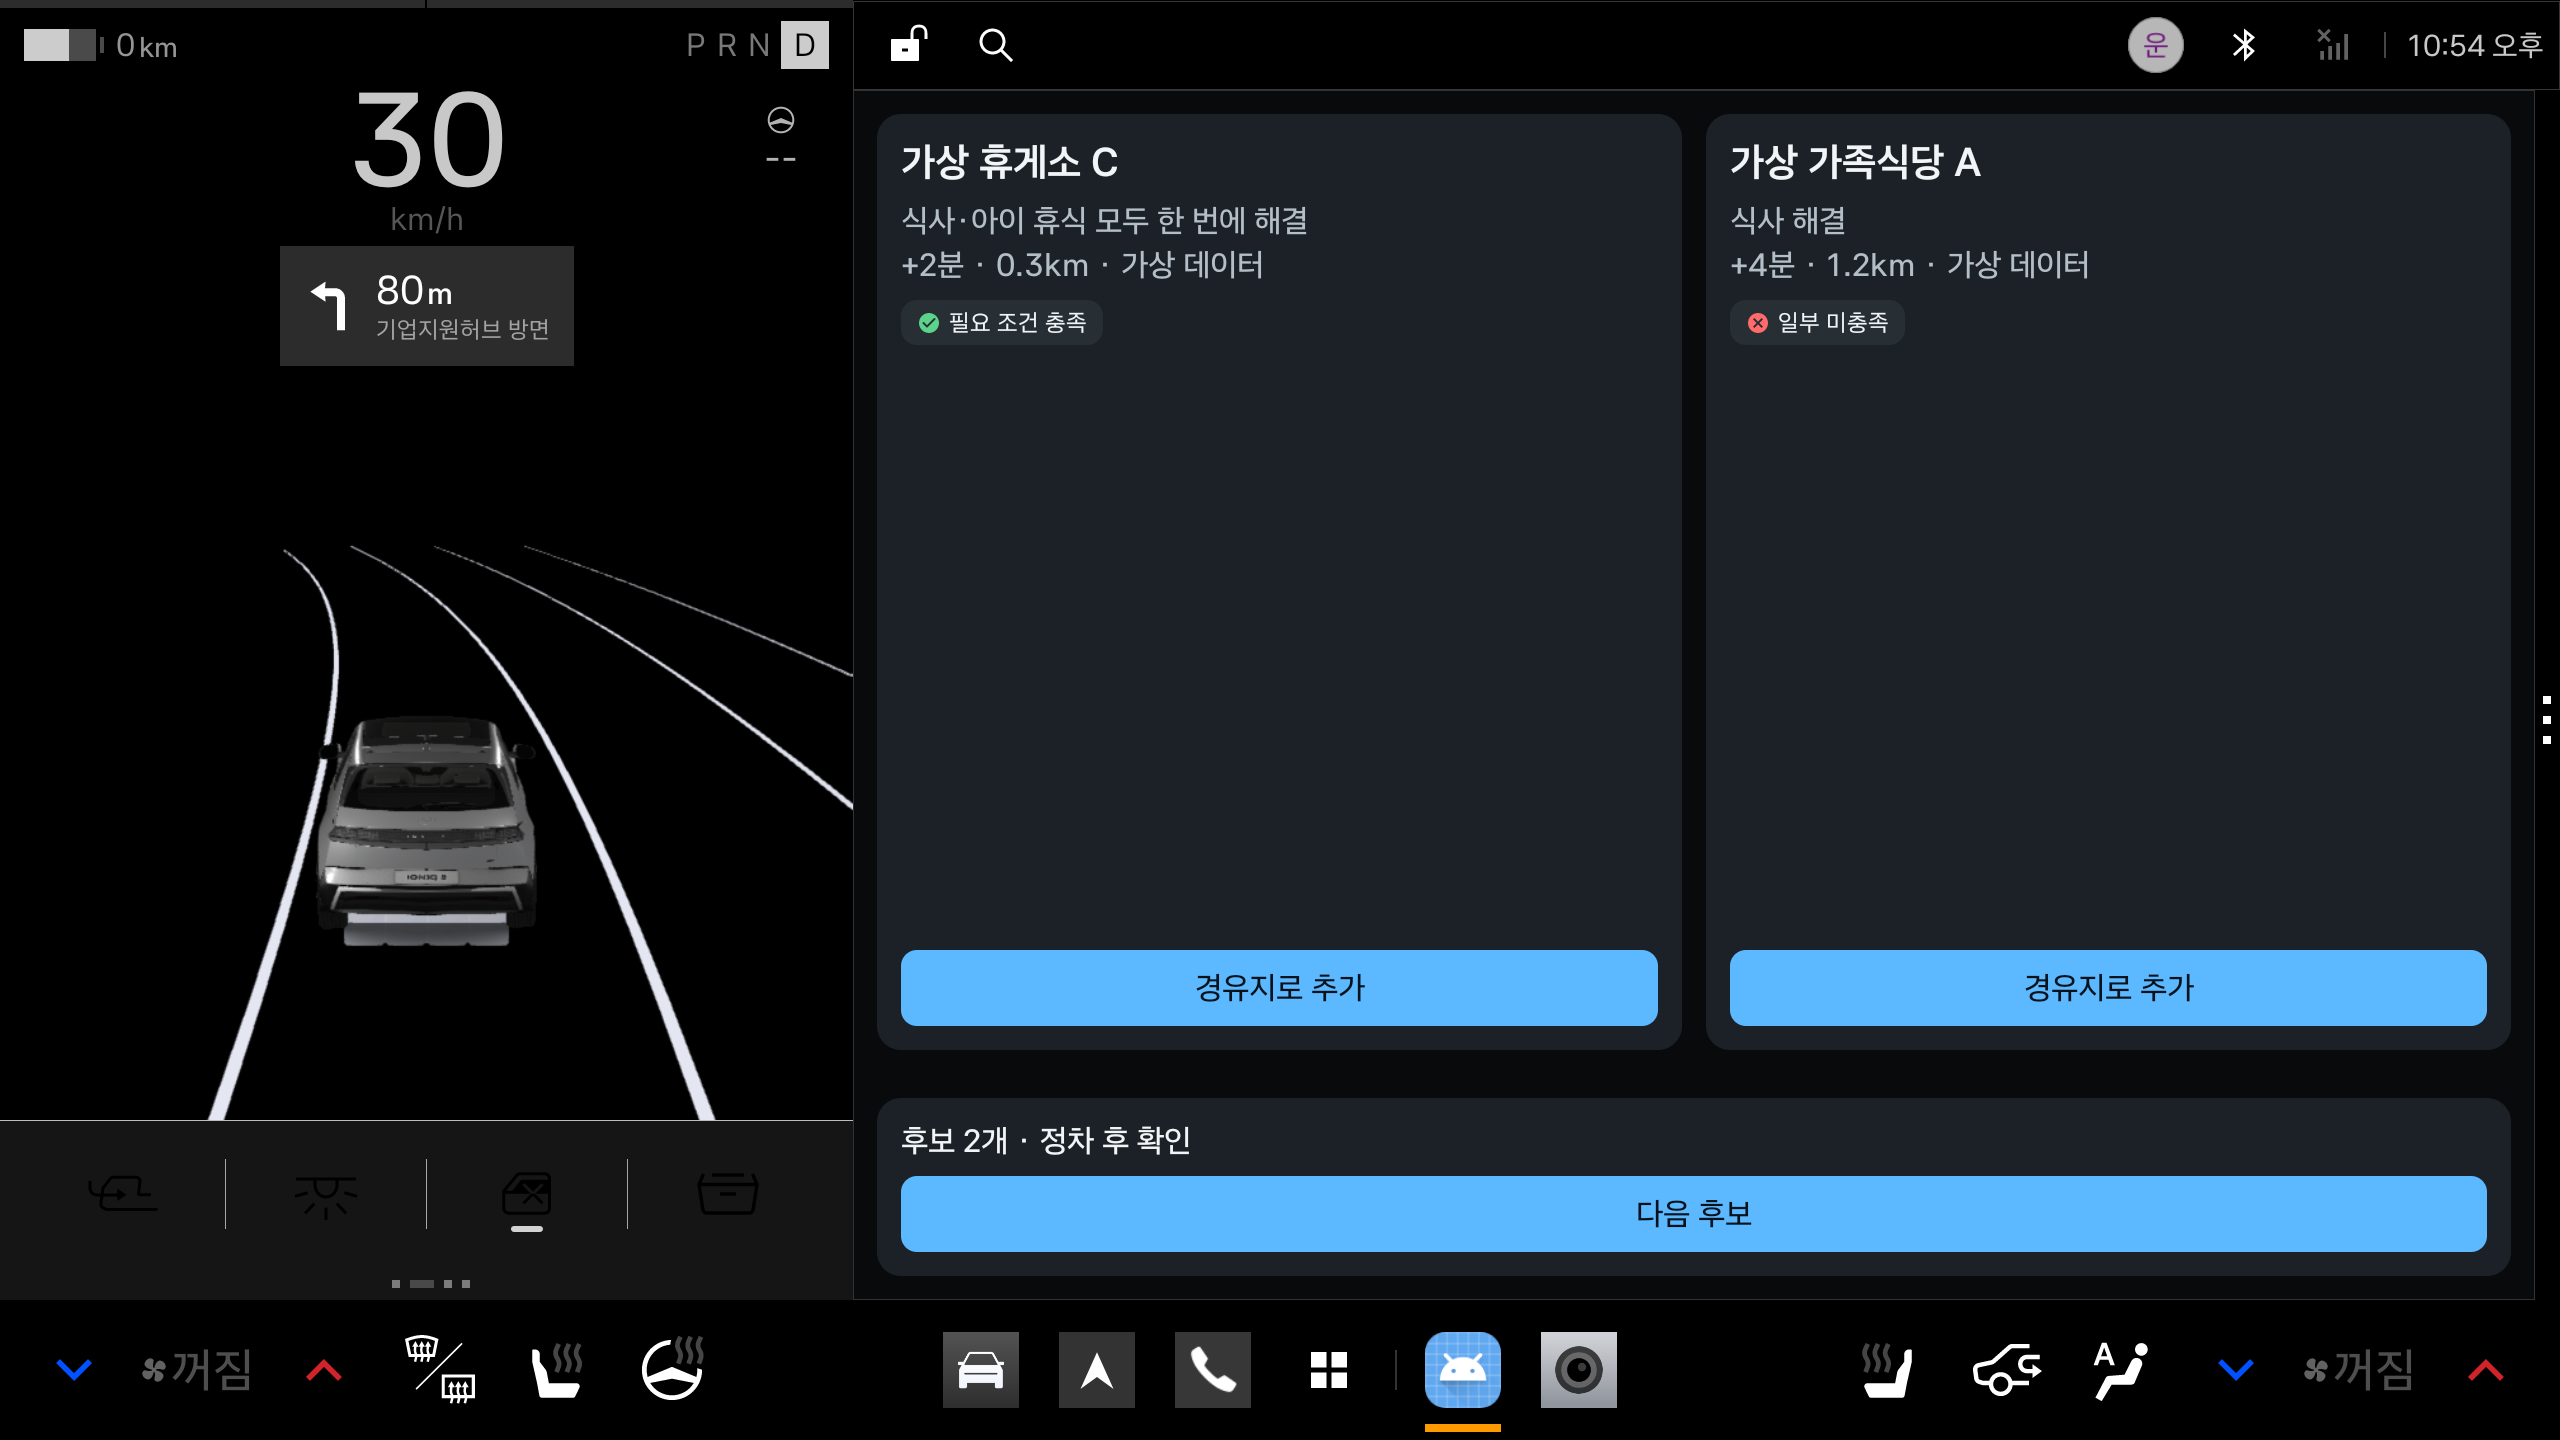 0km
P R N D
30
km/h
80m
기업지원허브 방면
--
운
10:54 오후
가상 휴게소 C
식사·아이 휴식 모두 한 번에 해결
+2분 · 0.3km · 가상 데이터
필요 조건 충족
경유지로 추가
가상 가족식당 A
식사 해결
+4분 · 1.2km · 가상 데이터
일부 미충족
경유지로 추가
후보 2개 · 정차 후 확인
다음 후보
꺼짐
A
꺼짐